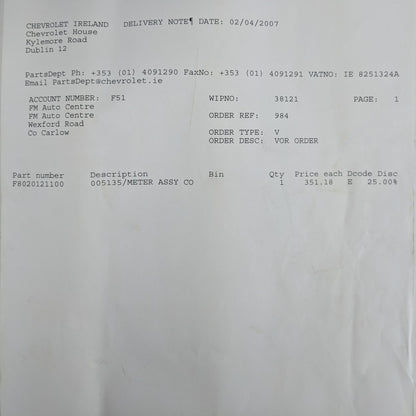 CHEVROLET IRELAND DELIVERY NOTE¶ DATE: 02/04/2007
Chevrolet House
Kylemore Road
Dublin 12
PartsDept Ph: +353 (01) 4091290 FaxNo: +353 (01) 4091291 VATNO: IE 8251324A
Email PartsDept@chevrolet.ie
ACCOUNT NUMBER: F51 WIPNO: 38121 PAGE: 1
FM Auto Centre
FM Auto Centre ORDER REF: 984
Wexford Road
Co Carlow ORDER TYPE: V
ORDER DESC: VOR ORDER
Part number Description Bin Qty Price each Dcode Disc
F8020121100 005135/METER ASSY CO 1 351.18 E 25.00%